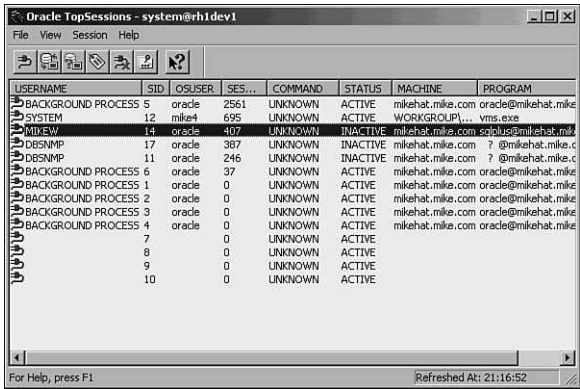 Oracle TopSessions - system@rh1dev1
File View Session Help
USERNAME SID OSUSER SES... COMMAND STATUS MACHINE PROGRAM
BACKGROUND PROCESS 5 oracle 2561 UNKNOWN ACTIVE mikehat.mike.com oracle@mikehat.mike
SYSTEM 12 mike4 695 UNKNOWN ACTIVE WORKGROUP\... vms.exe
MIKEW 14 oracle 407 UNKNOWN INACTIVE mikehat.mike.com sqlplus@mikehat.mike
DBSNMP 17 oracle 387 UNKNOWN INACTIVE mikehat.mike.com ? @mikehat.mike.c
DBSNMP 11 oracle 246 UNKNOWN INACTIVE mikehat.mike.com ? @mikehat.mike.c
BACKGROUND PROCESS 6 oracle 37 UNKNOWN ACTIVE mikehat.mike.com oracle@mikehat.mike
BACKGROUND PROCESS 1 oracle 0 UNKNOWN ACTIVE mikehat.mike.com oracle@mikehat.mike
BACKGROUND PROCESS 2 oracle 0 UNKNOWN ACTIVE mikehat.mike.com oracle@mikehat.mike
BACKGROUND PROCESS 3 oracle 0 UNKNOWN ACTIVE mikehat.mike.com oracle@mikehat.mike
BACKGROUND PROCESS 4 oracle 0 UNKNOWN ACTIVE mikehat.mike.com oracle@mikehat.mike
7 0 UNKNOWN ACTIVE
8 0 UNKNOWN ACTIVE
9 0 UNKNOWN ACTIVE
10 0 UNKNOWN ACTIVE
For Help, press F1 Refreshed At: 21:16:52